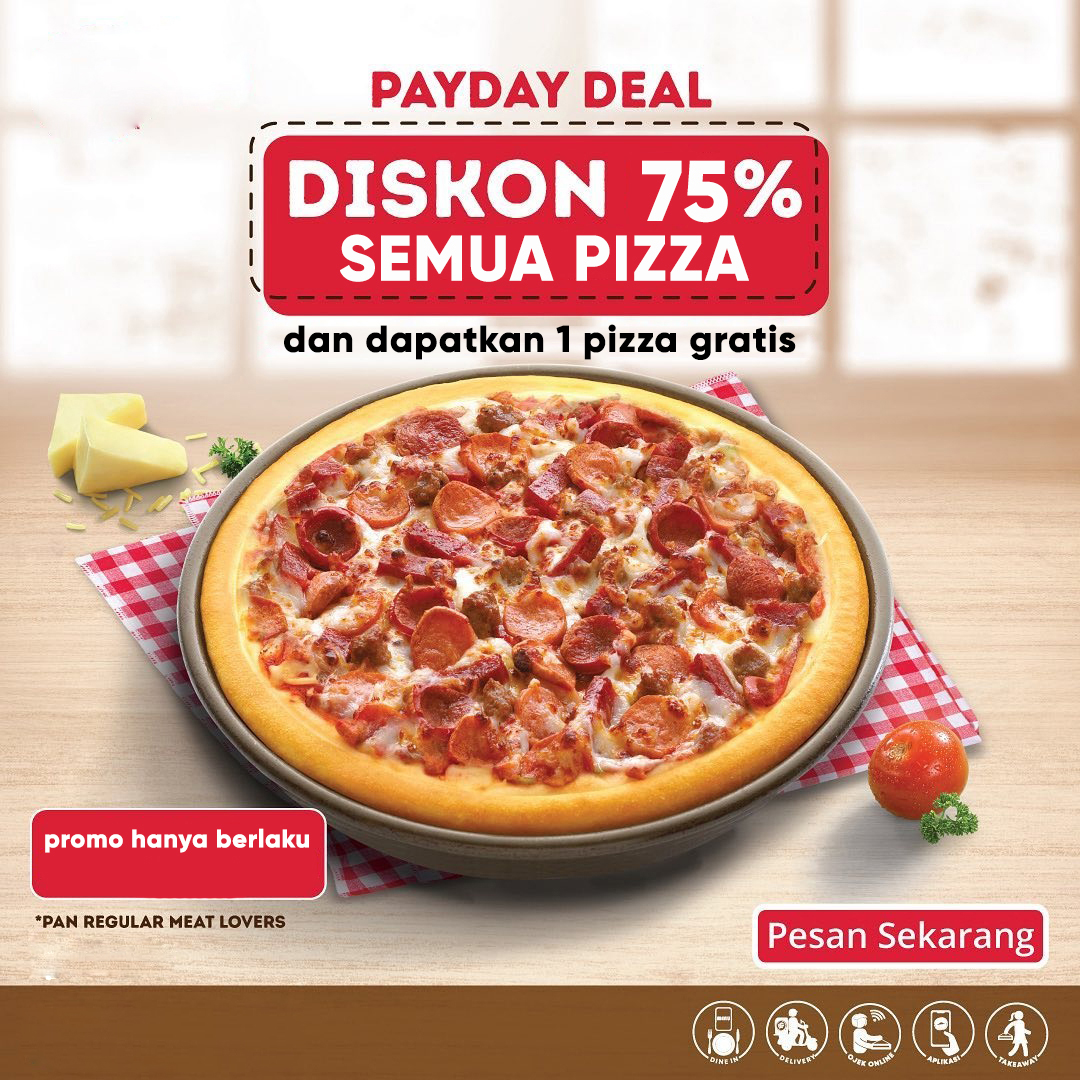 PAYDAY DEAL
DISKON 75%
SEMUA PIZZA
dan dapatkan 1 pizza gratis
promo hanya berlaku
*PAN REGULAR MEAT LOVERS
Pesan Sekarang
menu
DINE IN
DELIVERY
OJEK ONLINE
APLIKASI
TAKEAWAY